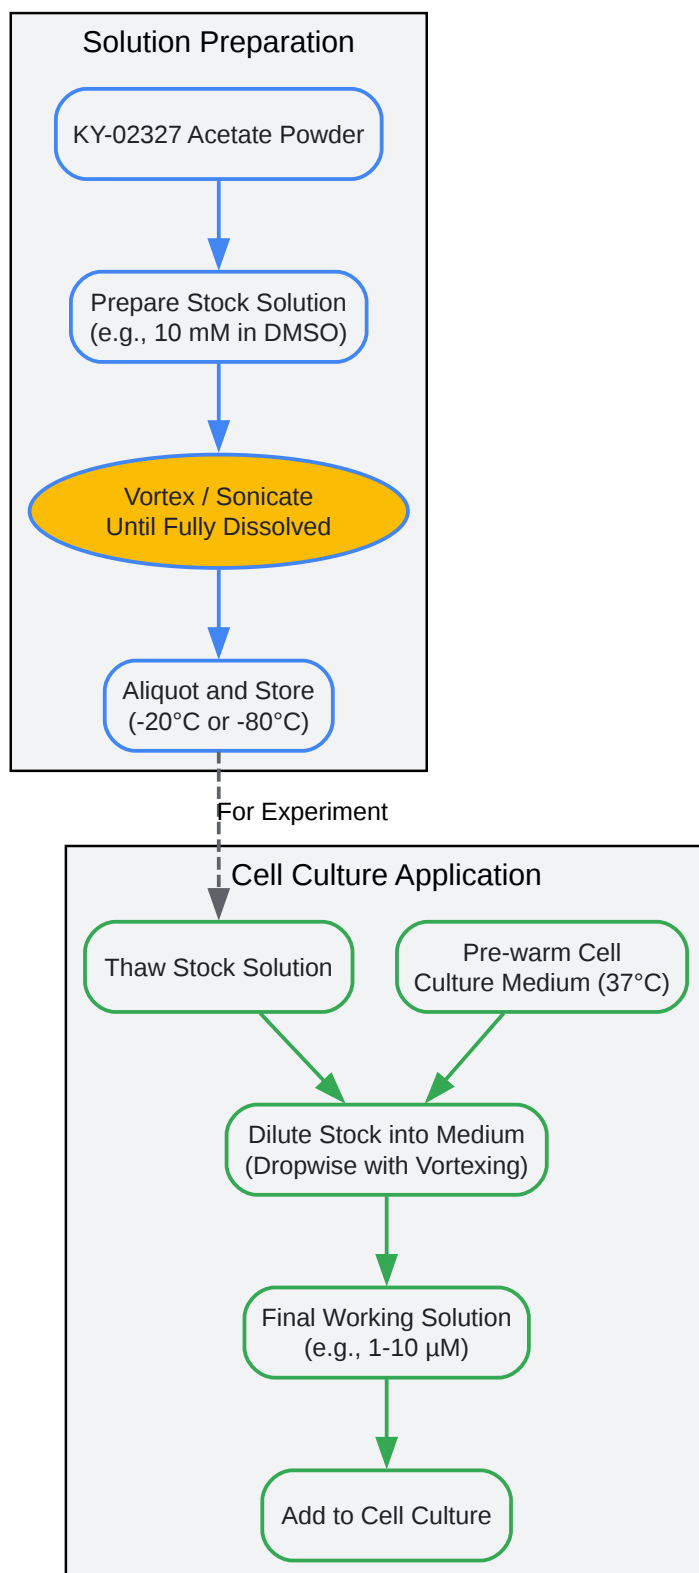 Solution Preparation
KY-02327 Acetate Powder
Prepare Stock Solution
(e.g., 10 mM in DMSO)
Vortex / Sonicate
Until Fully Dissolved
Aliquot and Store
(-20°C or -80°C)
For Experiment
Cell Culture Application
Thaw Stock Solution
Pre-warm Cell
Culture Medium (37°C)
Dilute Stock into Medium
(Dropwise with Vortexing)
Final Working Solution
(e.g., 1-10 µM)
Add to Cell Culture